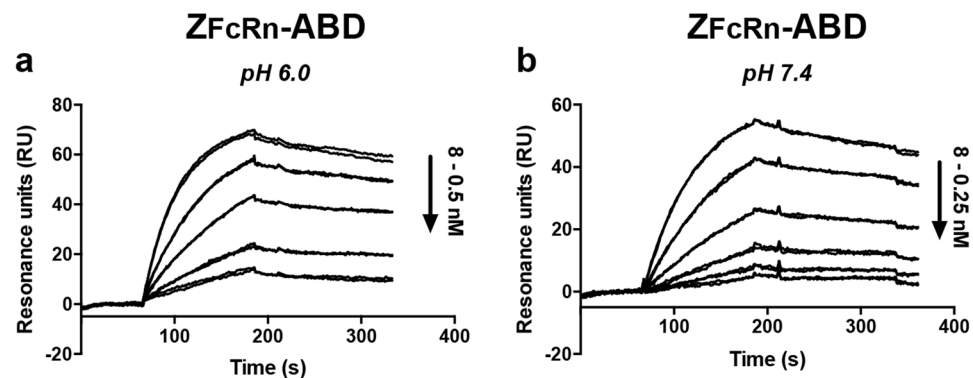 ZFcRn-ABD
a
pH 6.0
80
60
40
20
0
-20
Resonance units (RU)
100
200
300
400
Time (s)
8 - 0.5 nM
ZFcRn-ABD
b
pH 7.4
60
40
20
0
-20
Resonance units (RU)
100
200
300
400
Time (s)
8 - 0.25 nM